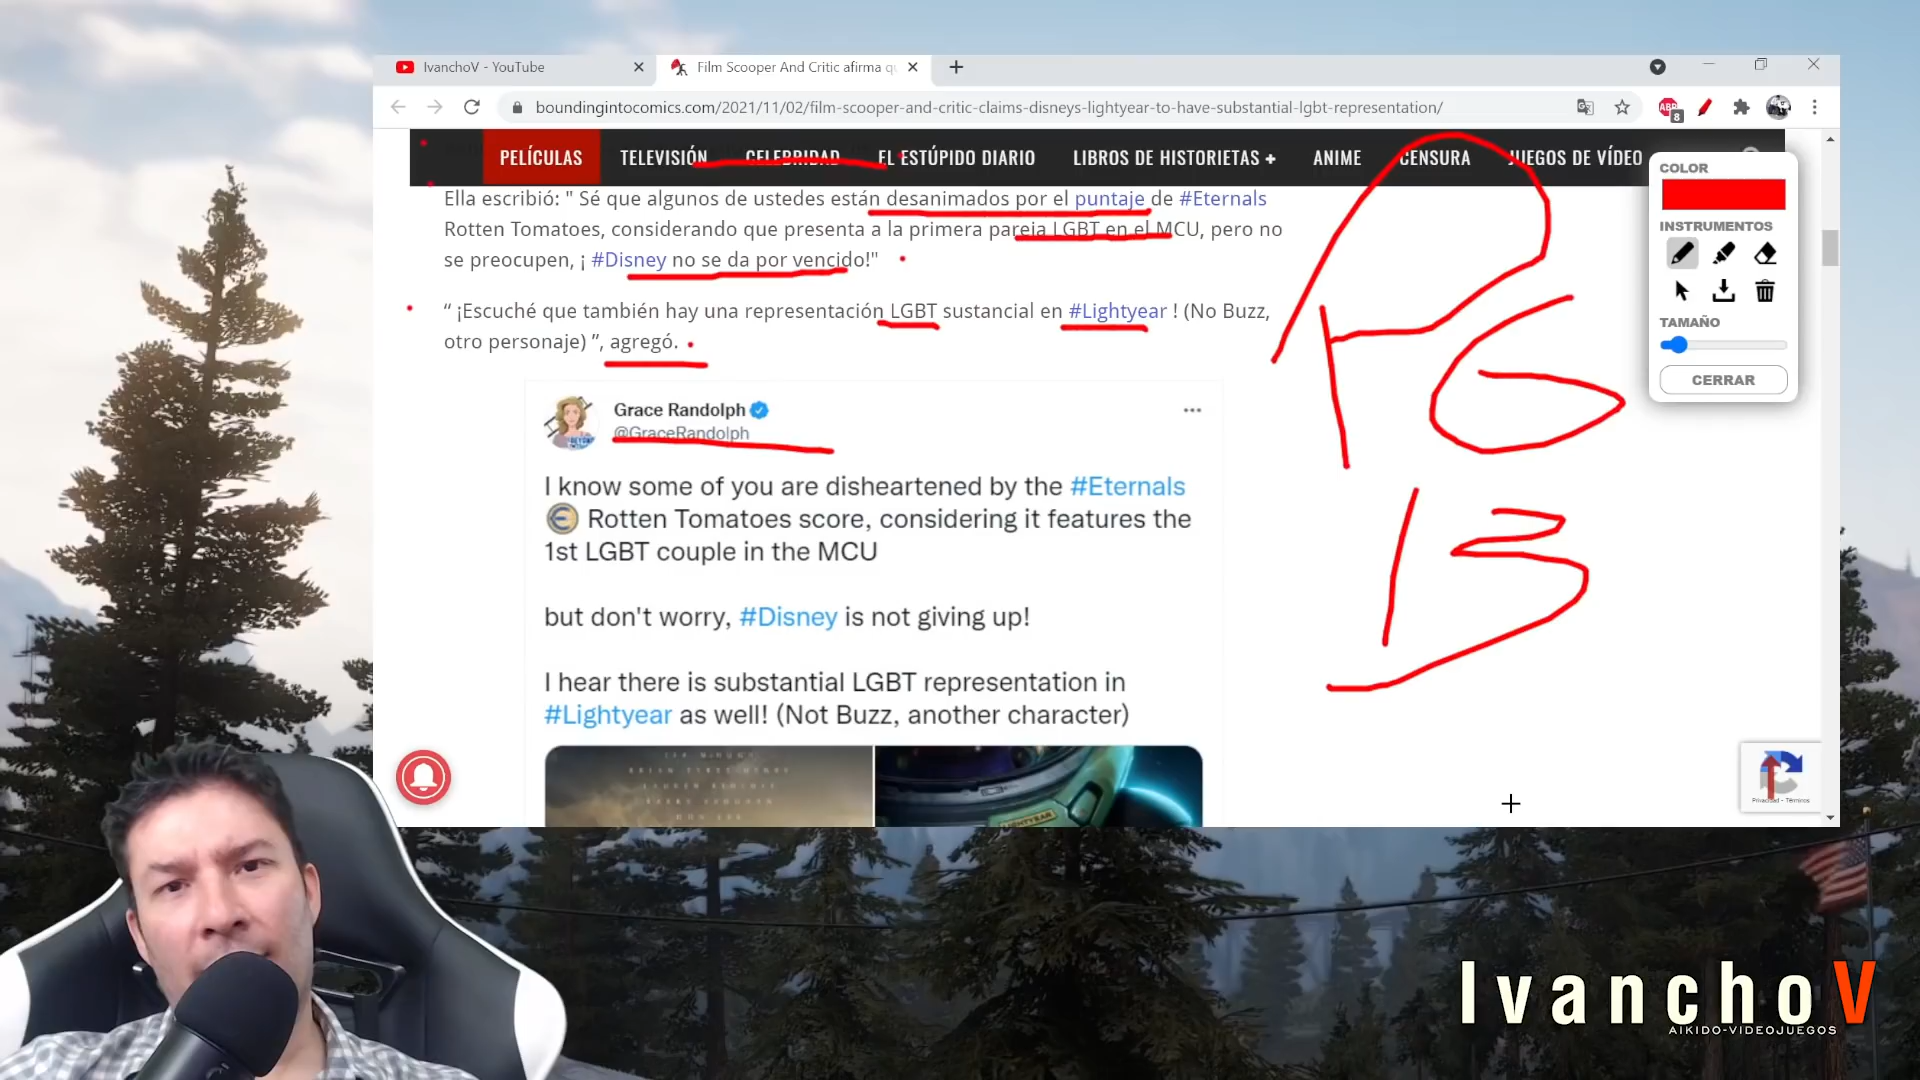 IvanchoV - YouTube
Film Scooper And Critic afirma qu
boundingintocomics.com/2021/11/02/film-scooper-and-critic-claims-disneys-lightyear-to-have-substantial-lgbt-representation/
ABP
8
PELÍCULAS TELEVISIÓN CELEBRIDAD EL ESTÚPIDO DIARIO LIBROS DE HISTORIETAS + ANIME CENSURA JUEGOS DE VÍDEO
Ella escribió: " Sé que algunos de ustedes están desanimados por el puntaje de #Eternals
Rotten Tomatoes, considerando que presenta a la primera pareja LGBT en el MCU, pero no
se preocupen, ¡ #Disney no se da por vencido!"
“ ¡Escuché que también hay una representación LGBT sustancial en #Lightyear ! (No Buzz,
otro personaje) ”, agregó.
Grace Randolph
@GraceRandolph
I know some of you are disheartened by the #Eternals
Rotten Tomatoes score, considering it features the
1st LGBT couple in the MCU
but don't worry, #Disney is not giving up!
I hear there is substantial LGBT representation in
#Lightyear as well! (Not Buzz, another character)
LIGHTYEAR
PG
13
COLOR
INSTRUMENTOS
TAMAÑO
CERRAR
Privacidad - Términos
IvanchoV
AIKIDO-VIDEOJUEGOS